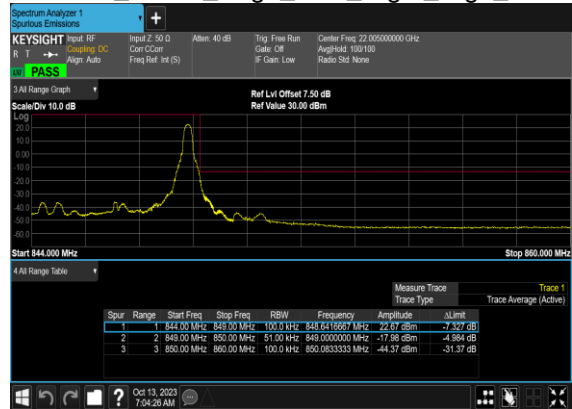 Spectrum Analyzer 1
Spurious Emissions
KEYSIGHT Input: RF Input Z: 50 Ω Atten: 40 dB Trig: Free Run Center Freq: 22.005000000 GHz
R T Coupling: DC Corr CCorr Gate: Off Avg|Hold: 100/100
Align: Auto Freq Ref: Int (S) IF Gain: Low Radio Std: None
PASS
3 All Range Graph
Ref Lvl Offset 7.50 dB
Scale/Div 10.0 dB Ref Value 30.00 dBm
Log
20.0
10.0
0.00
-10.0
-20.0
-30.0
-40.0
-50.0
-60.0
Start 844.000 MHz Stop 860.000 MHz
4 All Range Table
Measure Trace Trace 1
Trace Type Trace Average (Active)
Spur Range Start Freq Stop Freq RBW Frequency Amplitude ΔLimit
1 1 844.00 MHz 849.00 MHz 100.0 kHz 848.6416667 MHz 22.67 dBm -7.327 dB
2 2 849.00 MHz 850.00 MHz 51.00 kHz 849.0000000 MHz -17.98 dBm -4.984 dB
3 3 850.00 MHz 860.00 MHz 100.0 kHz 850.0833333 MHz -44.37 dBm -31.37 dB
Oct 13, 2023
7:04:26 AM